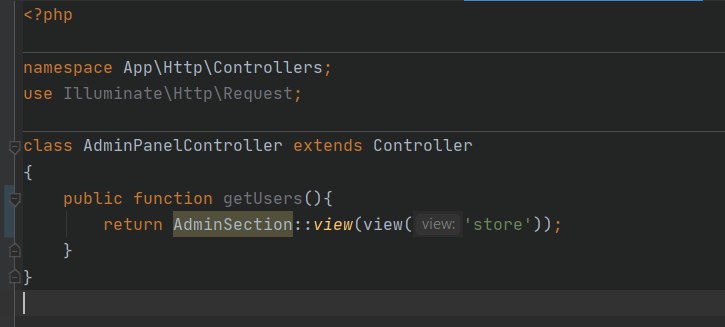 <?php
namespace App\Http\Controllers;
use Illuminate\Http\Request;
class AdminPanelController extends Controller
{
public function getUsers(){
return AdminSection::view(view( view: 'store'));
}
}